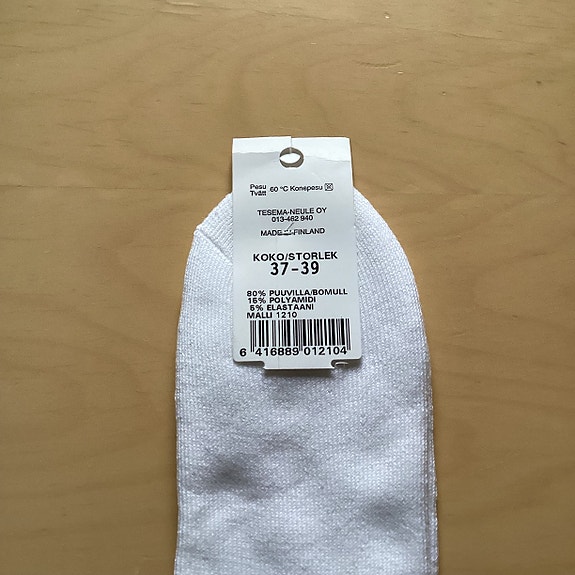 Pesu
Tvätt 60 °C Konepesu
TESEMA-NEULE OY
013-462 940
MADE IN FINLAND
KOKO/STORLEK
37-39
80% PUUVILLA/BOMULL
15% POLYAMIDI
5% ELASTAANI
MALLI 1210
6 416889 012104